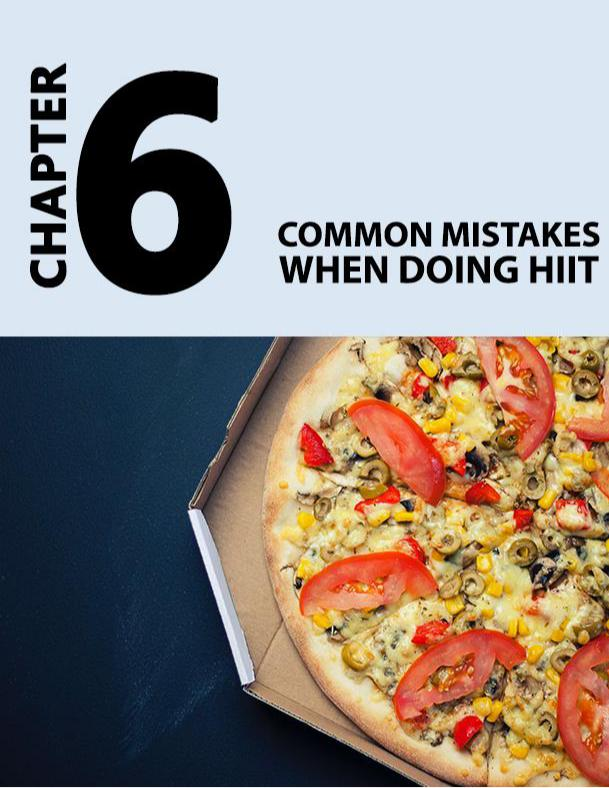 CHAPTER
6
COMMON MISTAKES
WHEN DOING HIIT